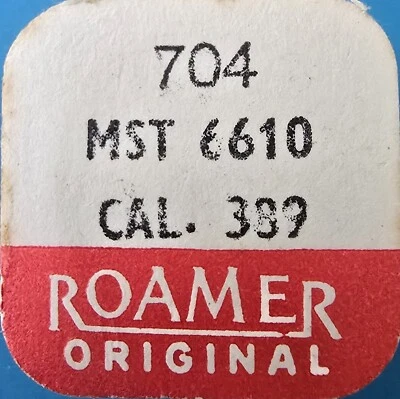 704
MST 6610
CAL. 389
ROAMER
ORIGINAL